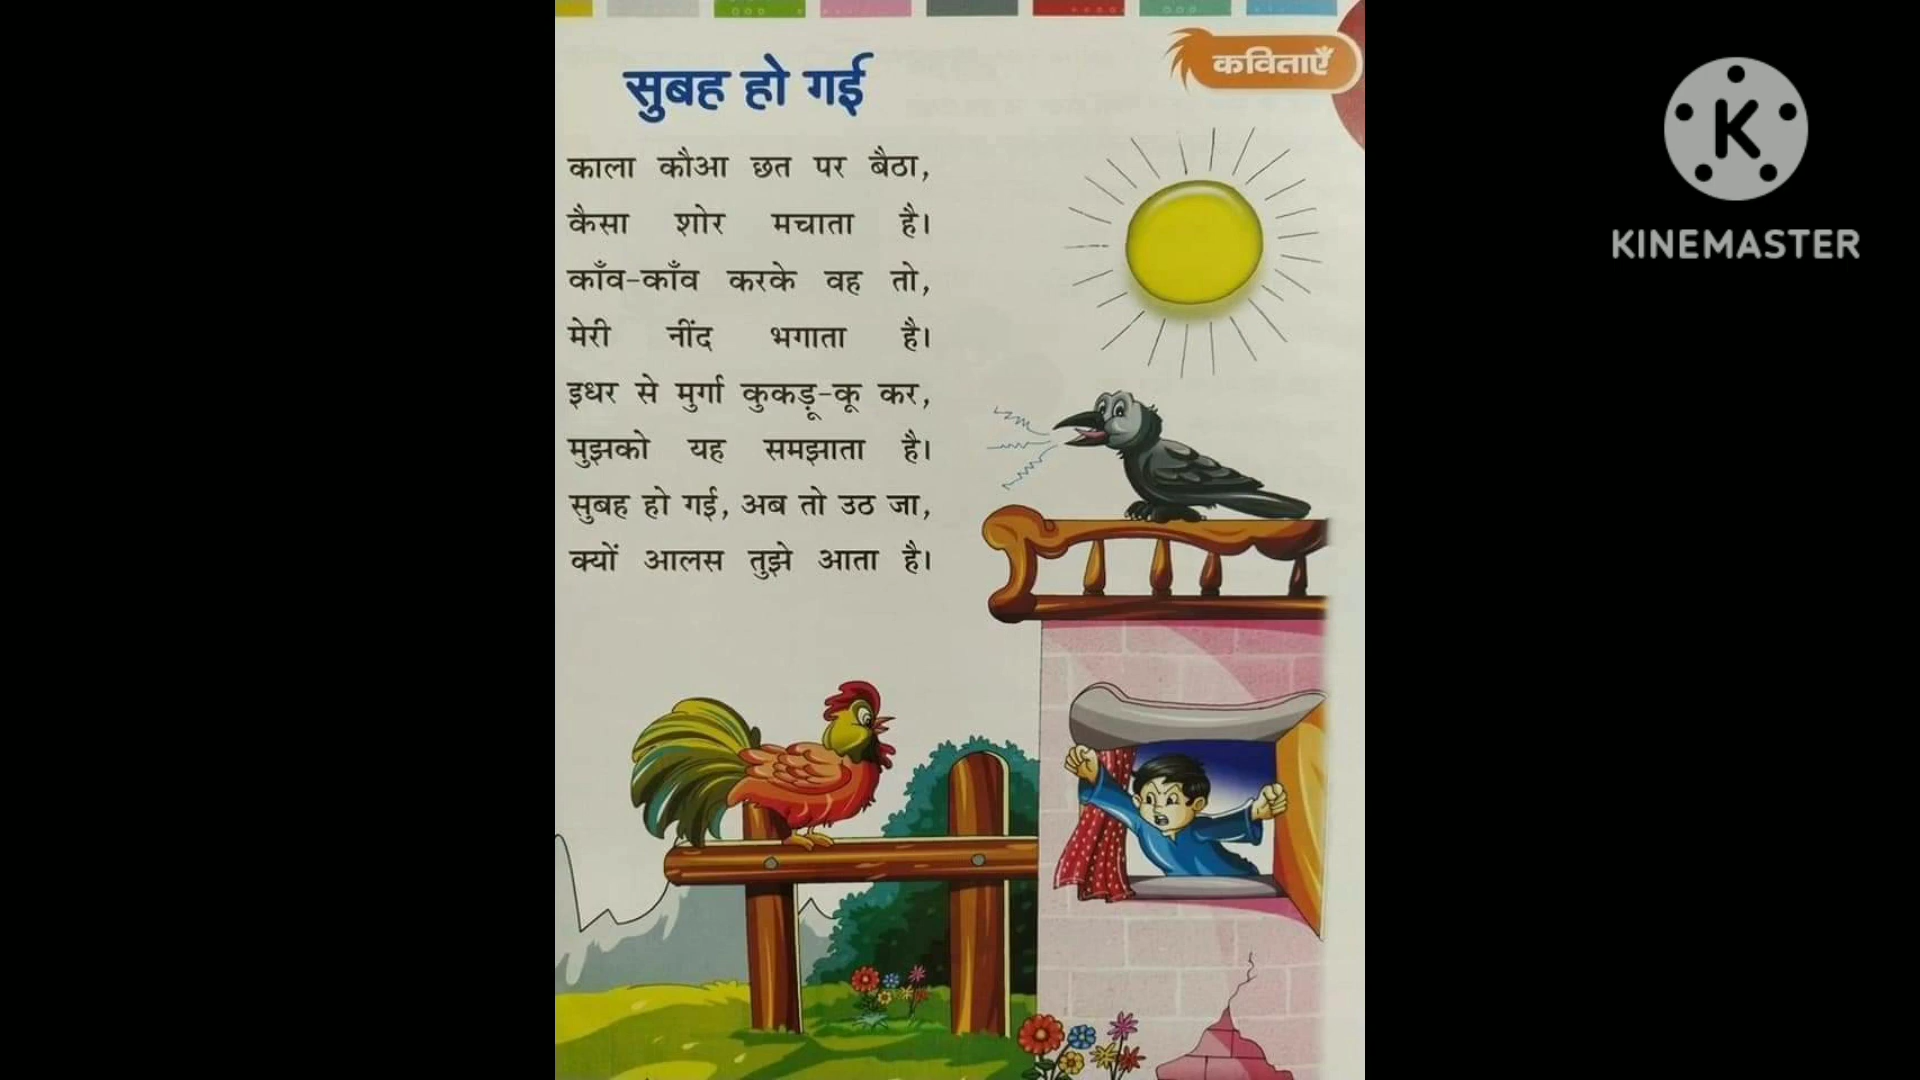 कविताएँ
सुबह हो गई
काला कौआ छत पर बैठा,
कैसा शोर मचाता है।
काँव-काँव करके वह तो,
मेरी नींद भगाता है।
इधर से मुर्गा कुकड़ू-कू कर,
मुझको यह समझाता है।
सुबह हो गई, अब तो उठ जा,
क्यों आलस तुझे आता है।
K
KINEMASTER